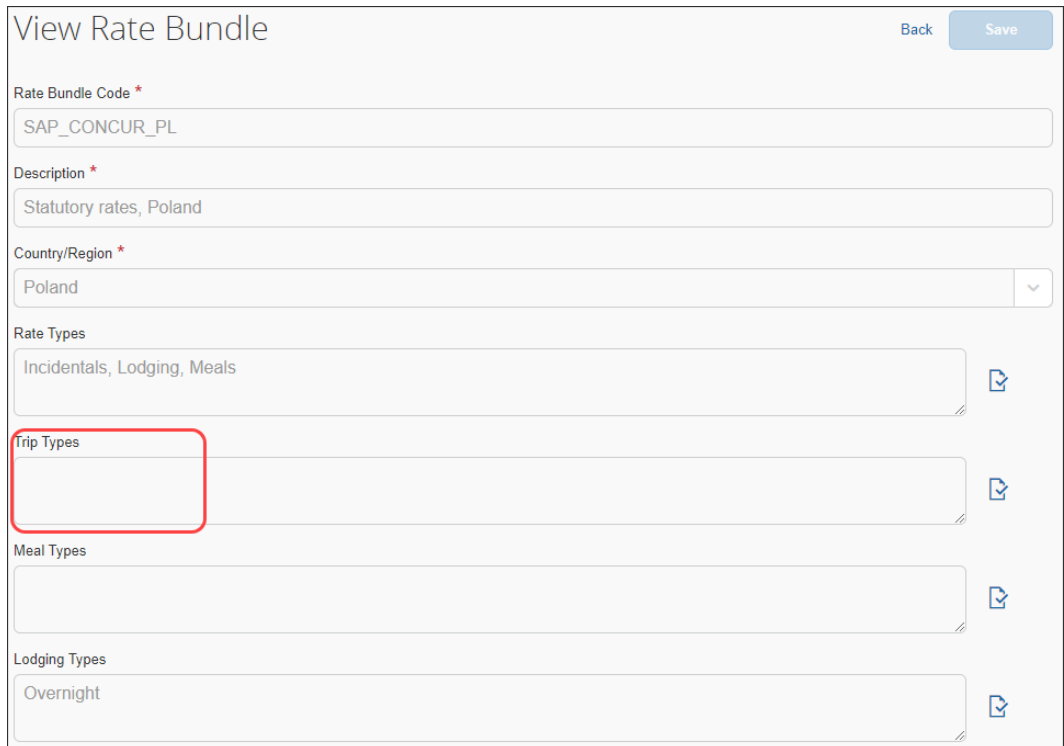 View Rate Bundle
Back
Save
Rate Bundle Code *
SAP_CONCUR_PL
Description *
Statutory rates, Poland
Country/Region *
Poland
Rate Types
Incidentals, Lodging, Meals
Trip Types
Meal Types
Lodging Types
Overnight